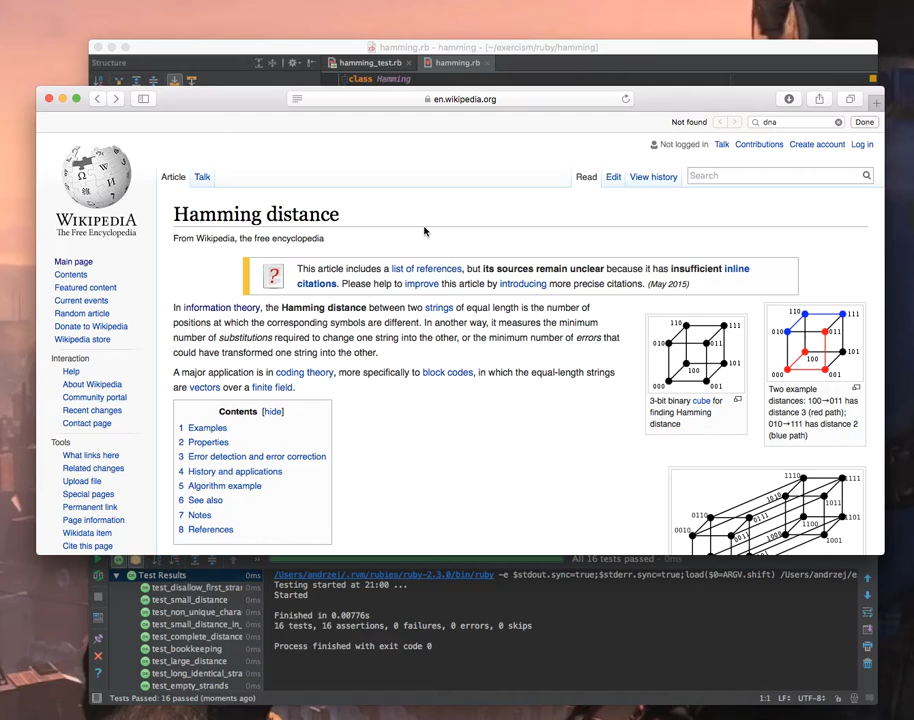 hamming.rb - hamming - [~/exercism/ruby/hamming]
Structure
hamming_test.rb
hamming.rb
class Hamming
en.wikipedia.org
Not found
dna
Done
Not logged in Talk Contributions Create account Log in
Article Talk
Read Edit View history
Search
WIKIPEDIA
The Free Encyclopedia
Main page
Contents
Featured content
Current events
Random article
Donate to Wikipedia
Wikipedia store
Interaction
Help
About Wikipedia
Community portal
Recent changes
Contact page
Tools
What links here
Related changes
Upload file
Special pages
Permanent link
Page information
Wikidata item
Cite this page
Hamming distance
From Wikipedia, the free encyclopedia
?
This article includes a list of references, but its sources remain unclear because it has insufficient inline
citations. Please help to improve this article by introducing more precise citations. (May 2015)
In information theory, the Hamming distance between two strings of equal length is the number of
positions at which the corresponding symbols are different. In another way, it measures the minimum
number of substitutions required to change one string into the other, or the minimum number of errors that
could have transformed one string into the other.
A major application is in coding theory, more specifically to block codes, in which the equal-length strings
are vectors over a finite field.
Contents [hide]
1 Examples
2 Properties
3 Error detection and error correction
4 History and applications
5 Algorithm example
6 See also
7 Notes
8 References
110 111
010 011
100 101
000 001
3-bit binary cube for
finding Hamming
distance
110 111
010 011
100 101
000 001
Two example
distances: 100→011 has
distance 3 (red path);
010→111 has distance 2
(blue path)
1110 1111
1010 1011
0110 1101
0010 1100
1000 1001
All 16 tests passed
Test Results 0ms
test_disallow_first_stran 0ms
test_small_distance 0ms
test_non_unique_chara 0ms
test_small_distance_in_ 0ms
test_complete_distance 0ms
test_bookkeeping 0ms
test_large_distance 0ms
test_long_identical_stra 0ms
test_empty_strands 0ms
/Users/andrzej/.rvm/rubies/ruby-2.3.0/bin/ruby -e $stdout.sync=true;$stderr.sync=true;load($0=ARGV.shift) /Users/andrzej/e
Testing started at 21:00 ...
Started
Finished in 0.00776s
16 tests, 16 assertions, 0 failures, 0 errors, 0 skips
Process finished with exit code 0
Tests Passed: 16 passed (moments ago)
1:1 LF÷ UTF-8÷